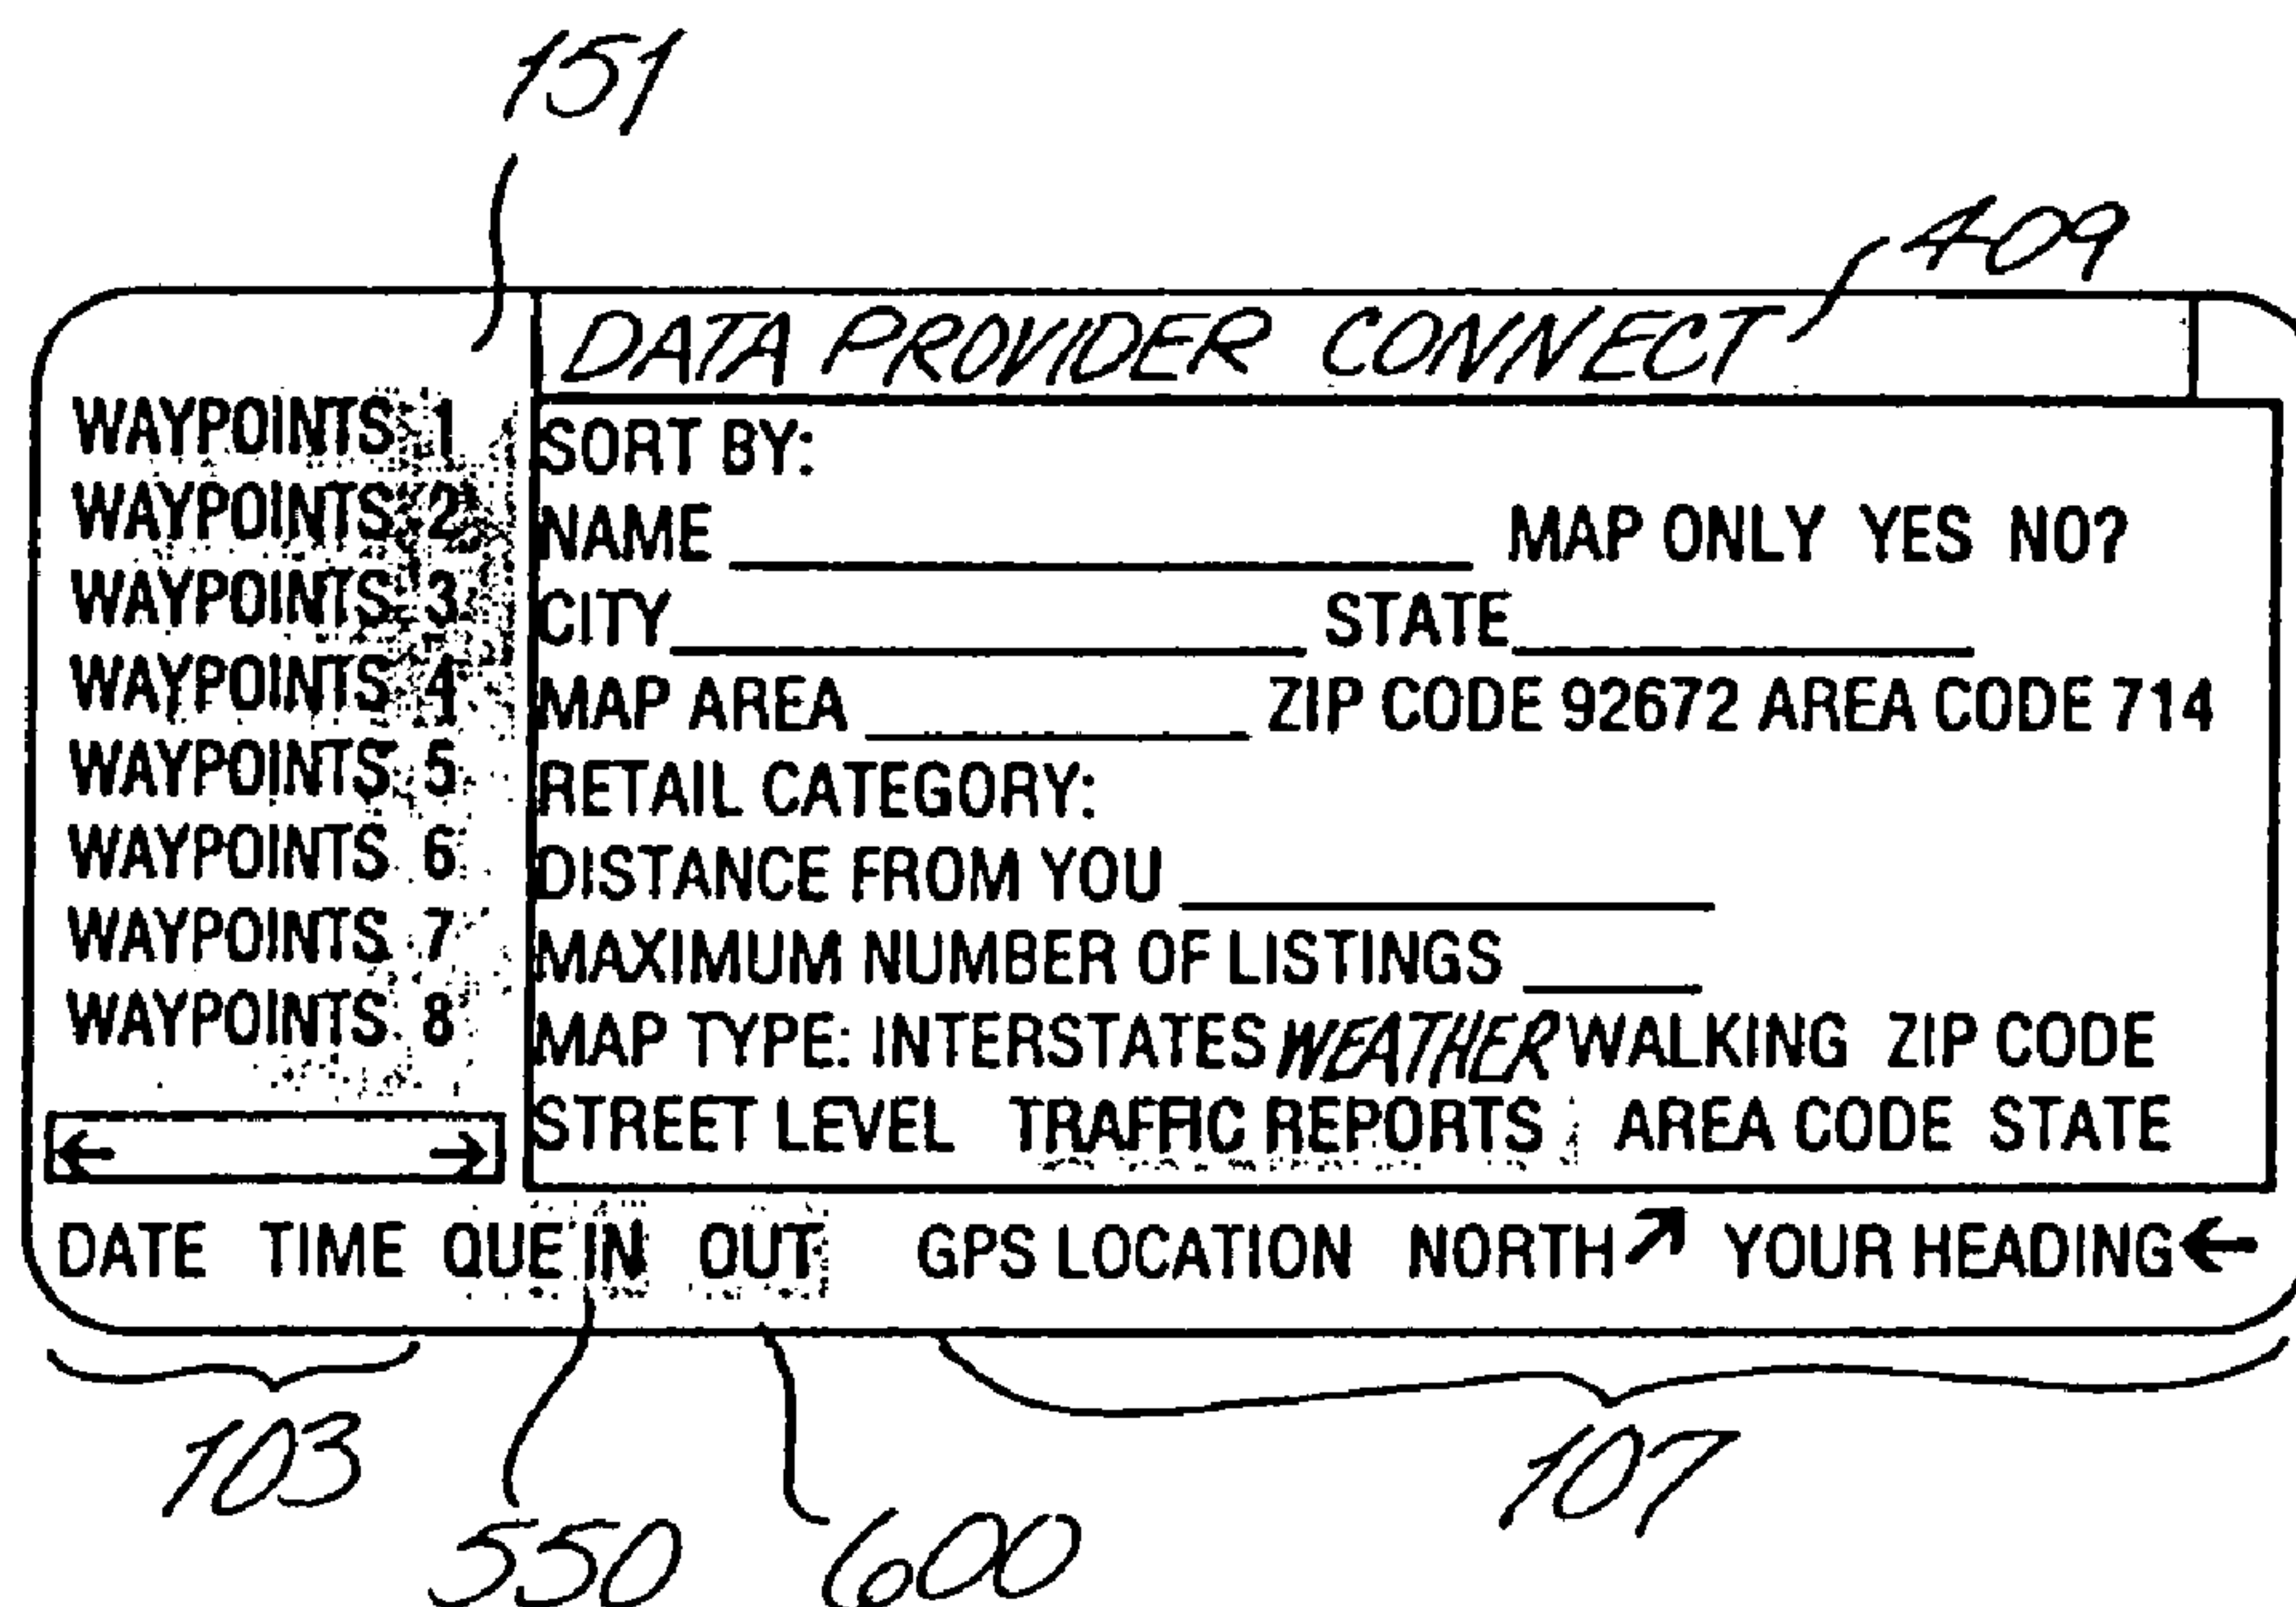 151
409
DATA PROVIDER CONNECT
WAYPOINTS 1
WAYPOINTS 2
WAYPOINTS 3
WAYPOINTS 4
WAYPOINTS 5
WAYPOINTS 6
WAYPOINTS 7
WAYPOINTS 8
SORT BY:
NAME MAP ONLY YES NO?
CITY STATE
MAP AREA ZIP CODE 92672 AREA CODE 714
RETAIL CATEGORY:
DISTANCE FROM YOU
MAXIMUM NUMBER OF LISTINGS
MAP TYPE: INTERSTATES WEATHER WALKING ZIP CODE
STREET LEVEL TRAFFIC REPORTS AREA CODE STATE
DATE TIME QUE IN OUT GPS LOCATION NORTH YOUR HEADING
103
107
550
600